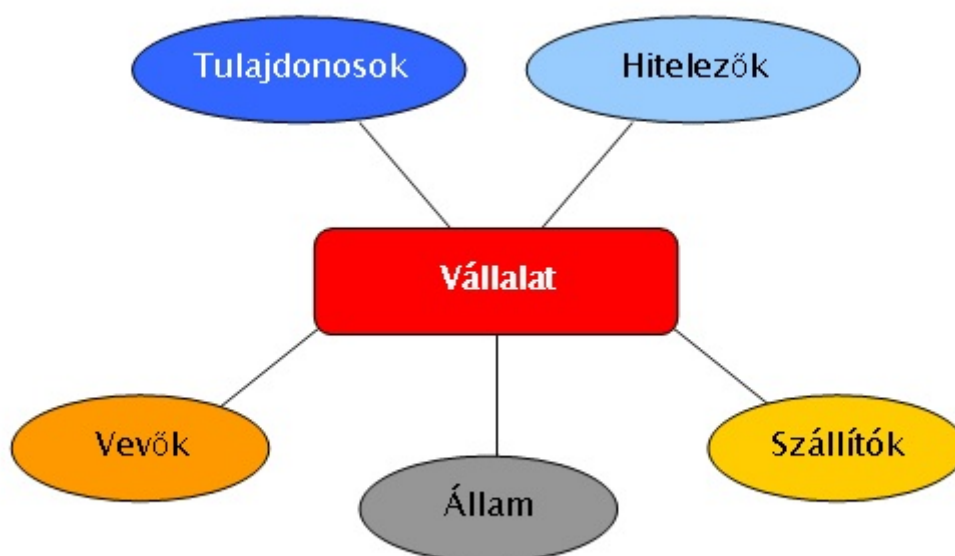 Tulajdonosok
Hitelezők
Vállalat
Vevők
Állam
Szállítók